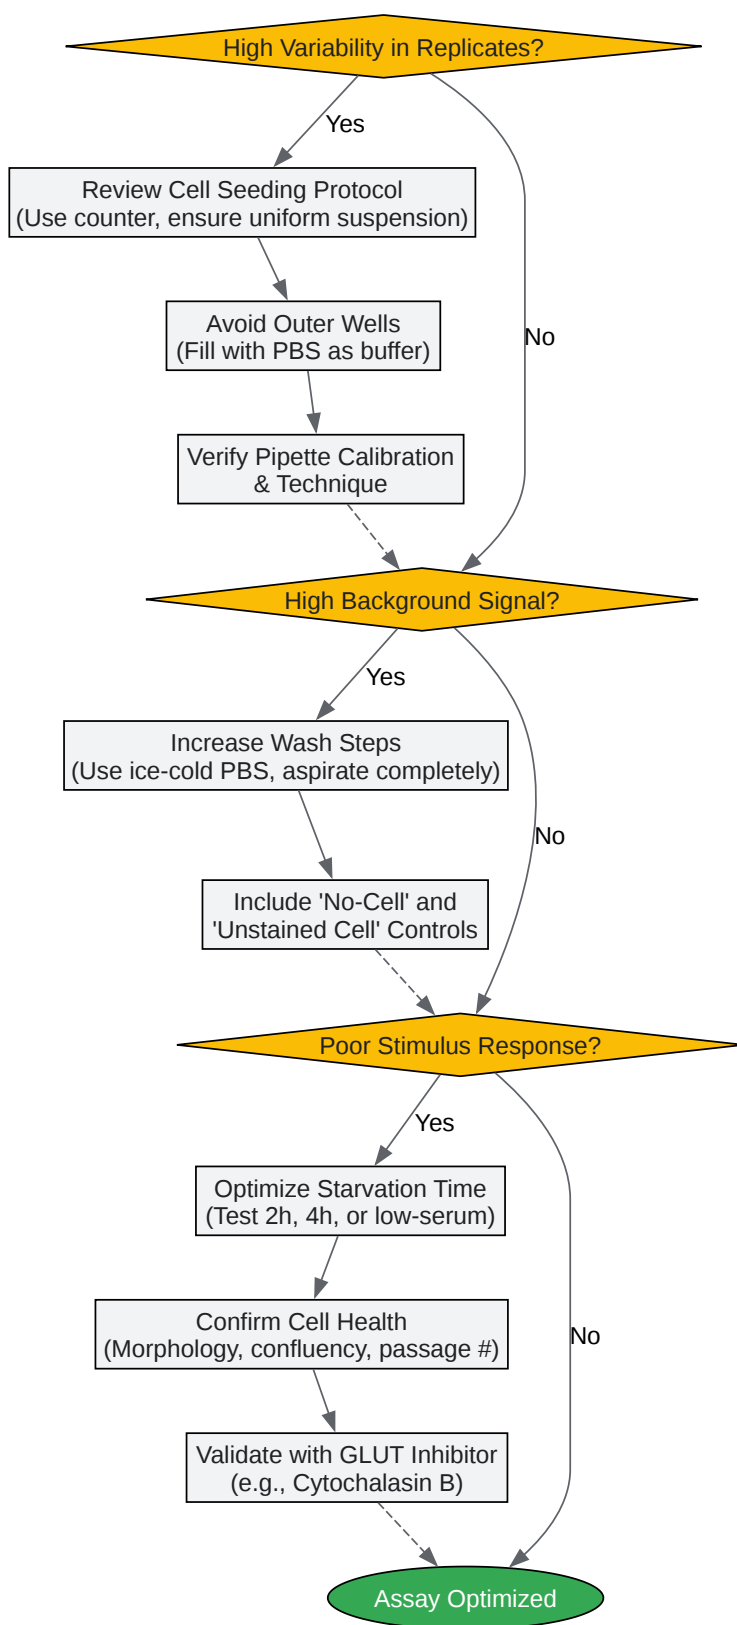 High Variability in Replicates?
Yes
Review Cell Seeding Protocol
(Use counter, ensure uniform suspension)
Avoid Outer Wells
(Fill with PBS as buffer)
No
Verify Pipette Calibration
& Technique
High Background Signal?
Yes
Increase Wash Steps
(Use ice-cold PBS, aspirate completely)
No
Include 'No-Cell' and
'Unstained Cell' Controls
Poor Stimulus Response?
Yes
Optimize Starvation Time
(Test 2h, 4h, or low-serum)
Confirm Cell Health
(Morphology, confluency, passage #)
No
Validate with GLUT Inhibitor
(e.g., Cytochalasin B)
Assay Optimized